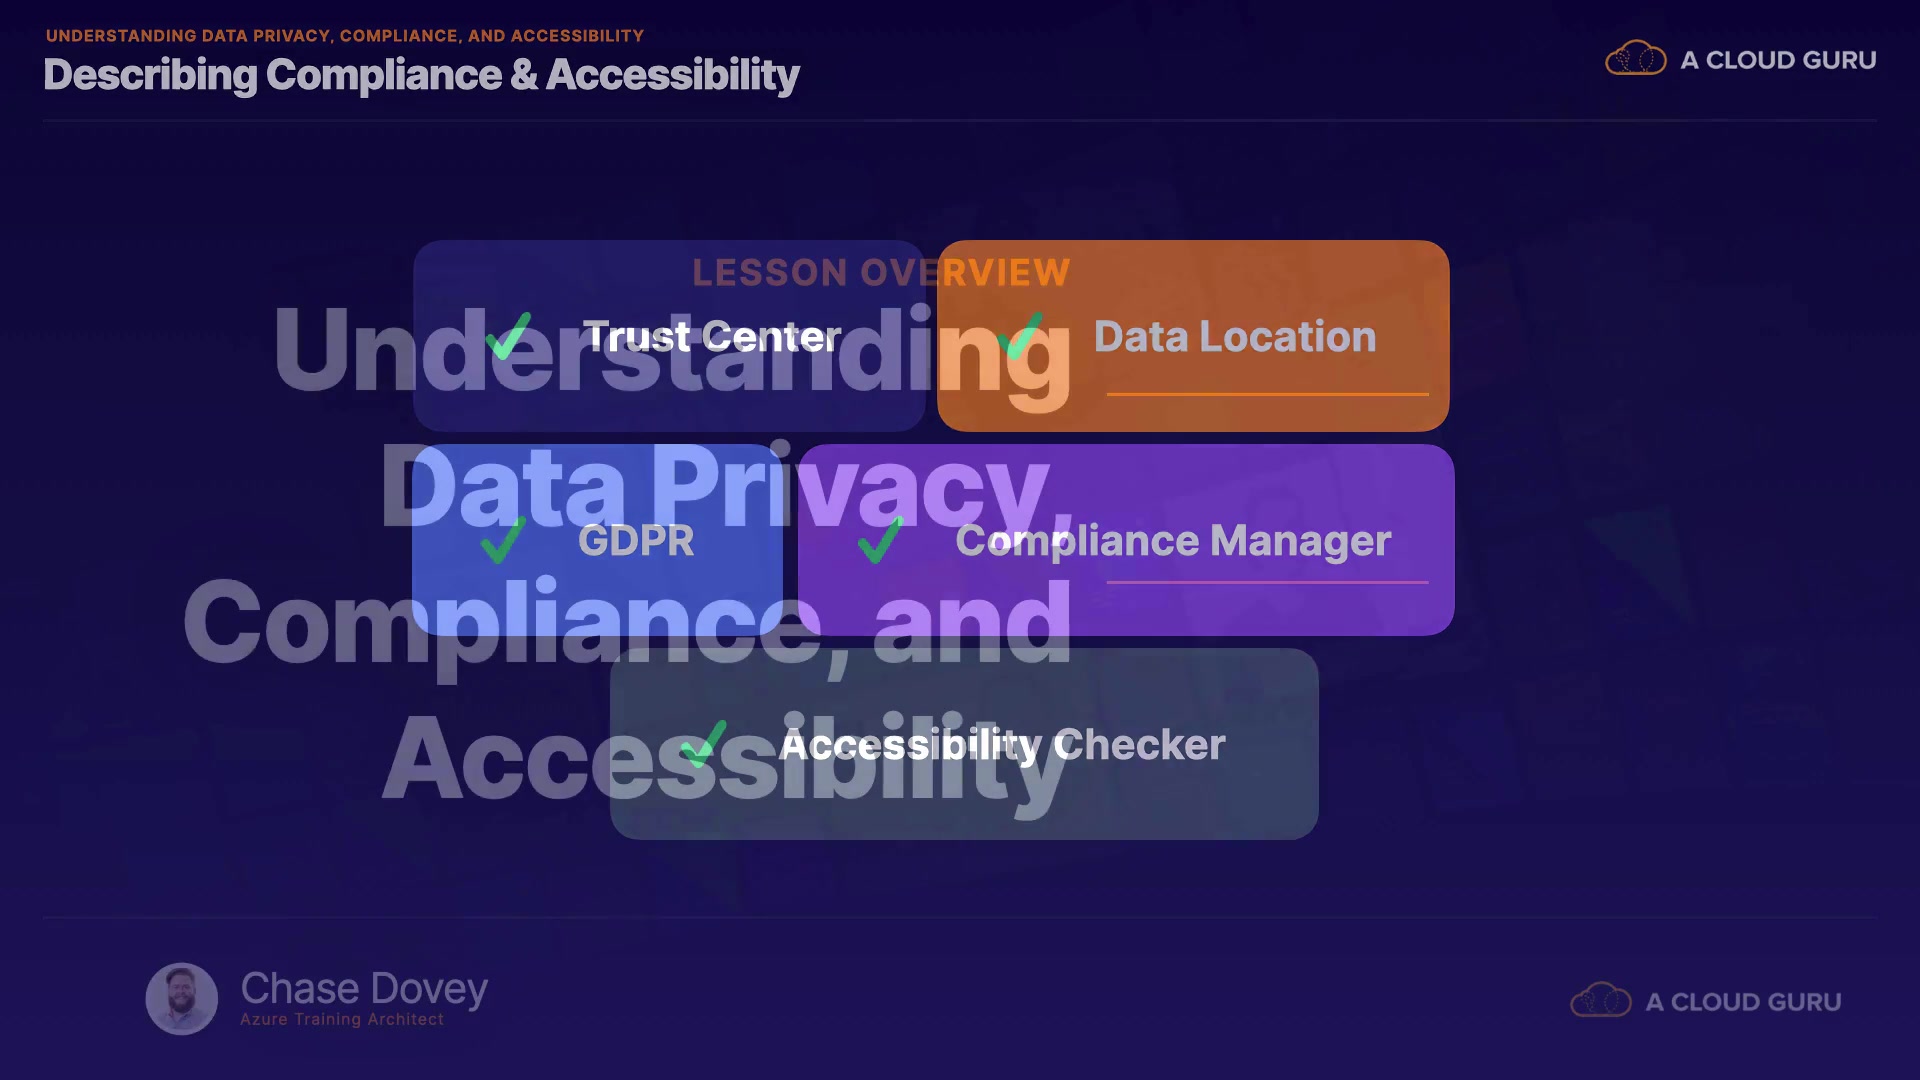 UNDERSTANDING DATA PRIVACY, COMPLIANCE, AND ACCESSIBILITY
Describing Compliance & Accessibility
A CLOUD GURU
LESSON OVERVIEW
Understanding
Data Privacy,
Compliance, and
Accessibility
Trust Center
Data Location
GDPR
Compliance Manager
Accessibility Checker
Chase Dovey
Azure Training Architect
A CLOUD GURU